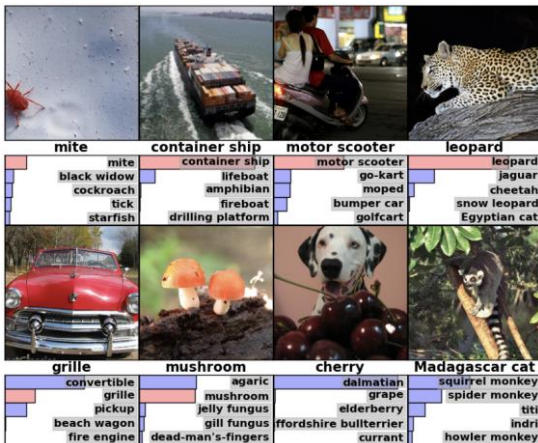 mite
container ship
motor scooter
leopard
mite
black widow
cockroach
tick
starfish
container ship
lifeboat
amphibian
fireboat
drilling platform
motor scooter
go-kart
moped
bumper car
golfcart
leopard
jaguar
cheetah
snow leopard
Egyptian cat
grille
mushroom
cherry
Madagascar cat
convertible
grille
pickup
beach wagon
fire engine
agaric
mushroom
jelly fungus
gill fungus
dead-man's-fingers
dalmatian
grape
elderberry
ffordshire bullterrier
currant
squirrel monkey
spider monkey
titi
indri
howler monkey